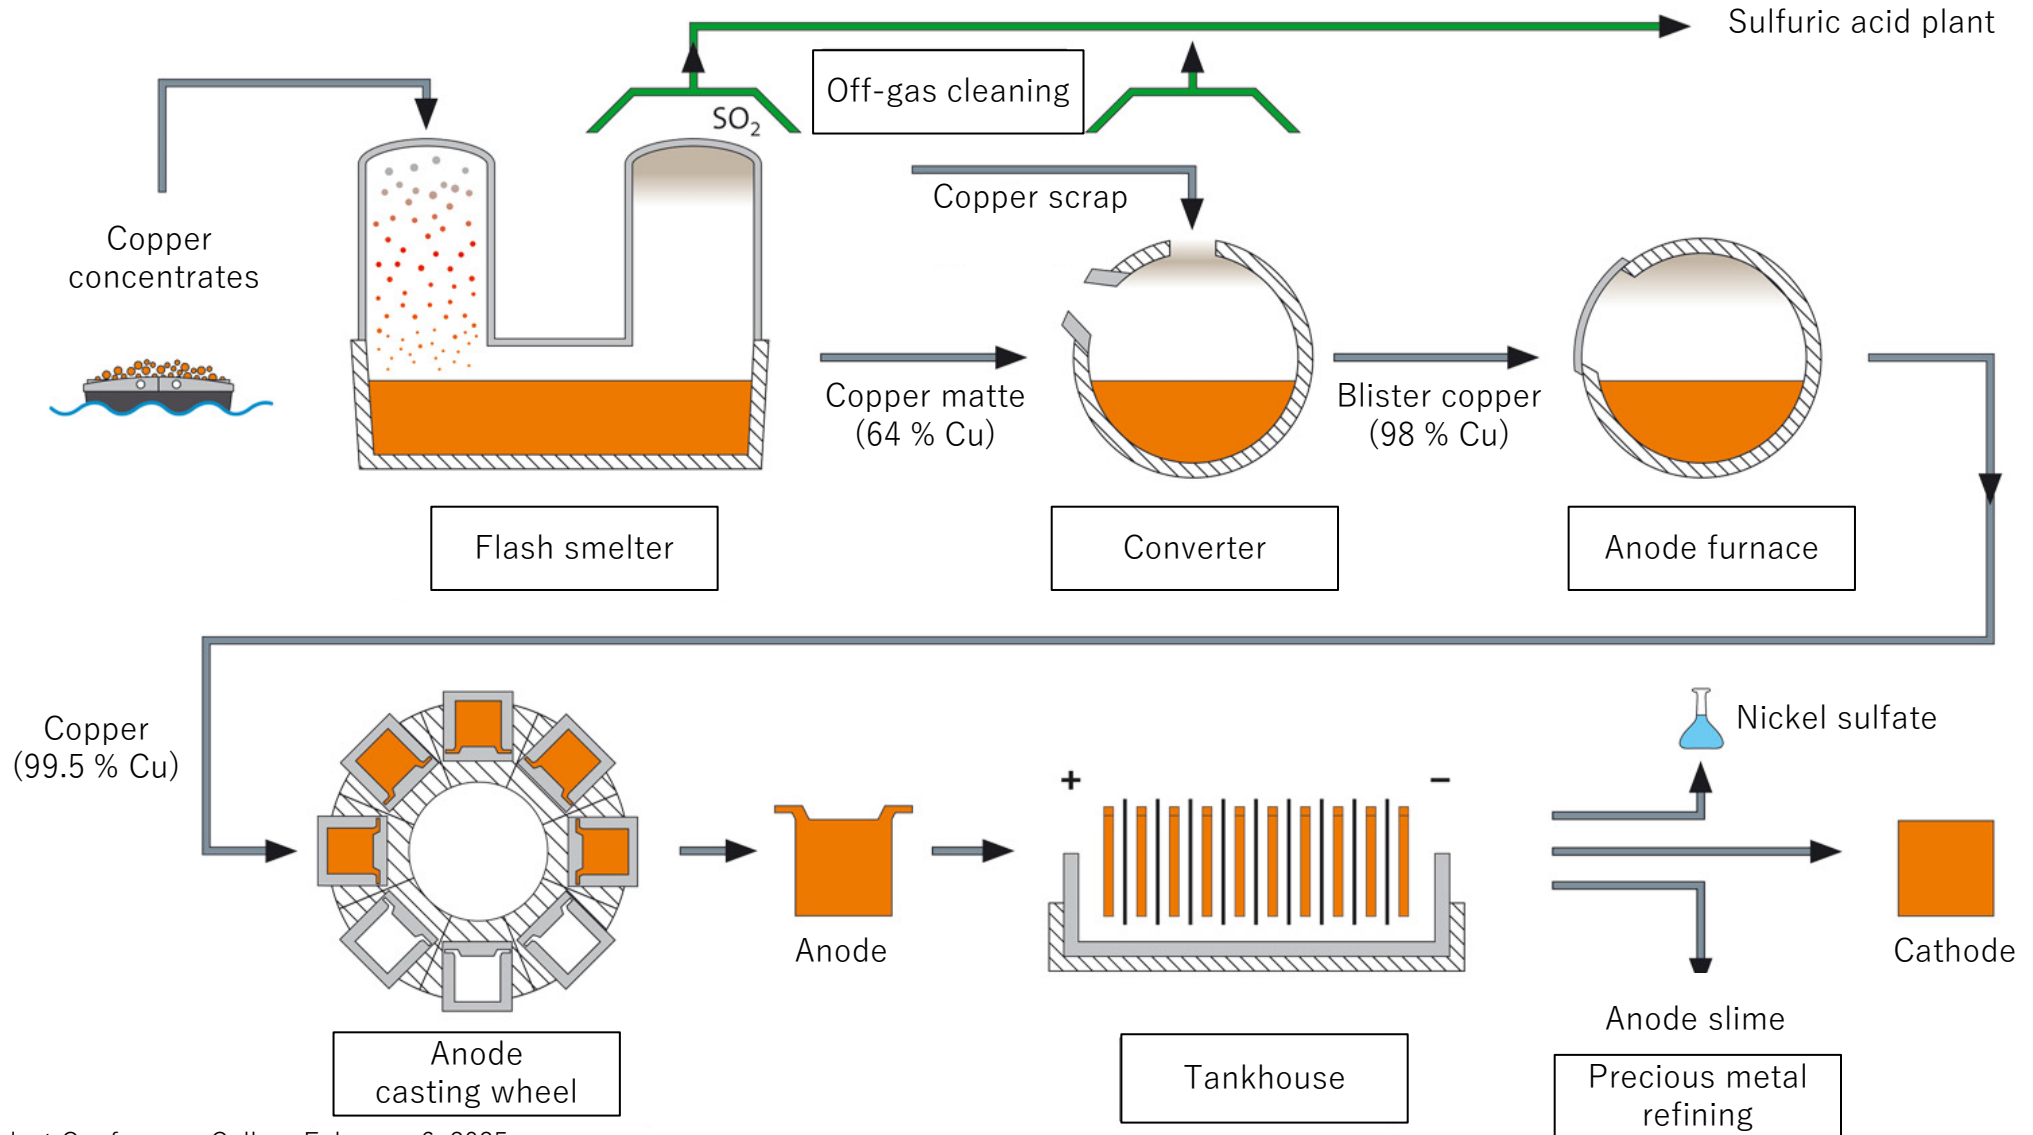 Sulfuric acid plant
Off-gas cleaning
SO₂
Copper scrap
Copper
concentrates
Copper matte
(64 % Cu)
Blister copper
(98 % Cu)
Flash smelter
Converter
Anode furnace
Copper
(99.5 % Cu)
Nickel sulfate
+
−
Anode
Cathode
Anode slime
Anode
casting wheel
Tankhouse
Precious metal
refining